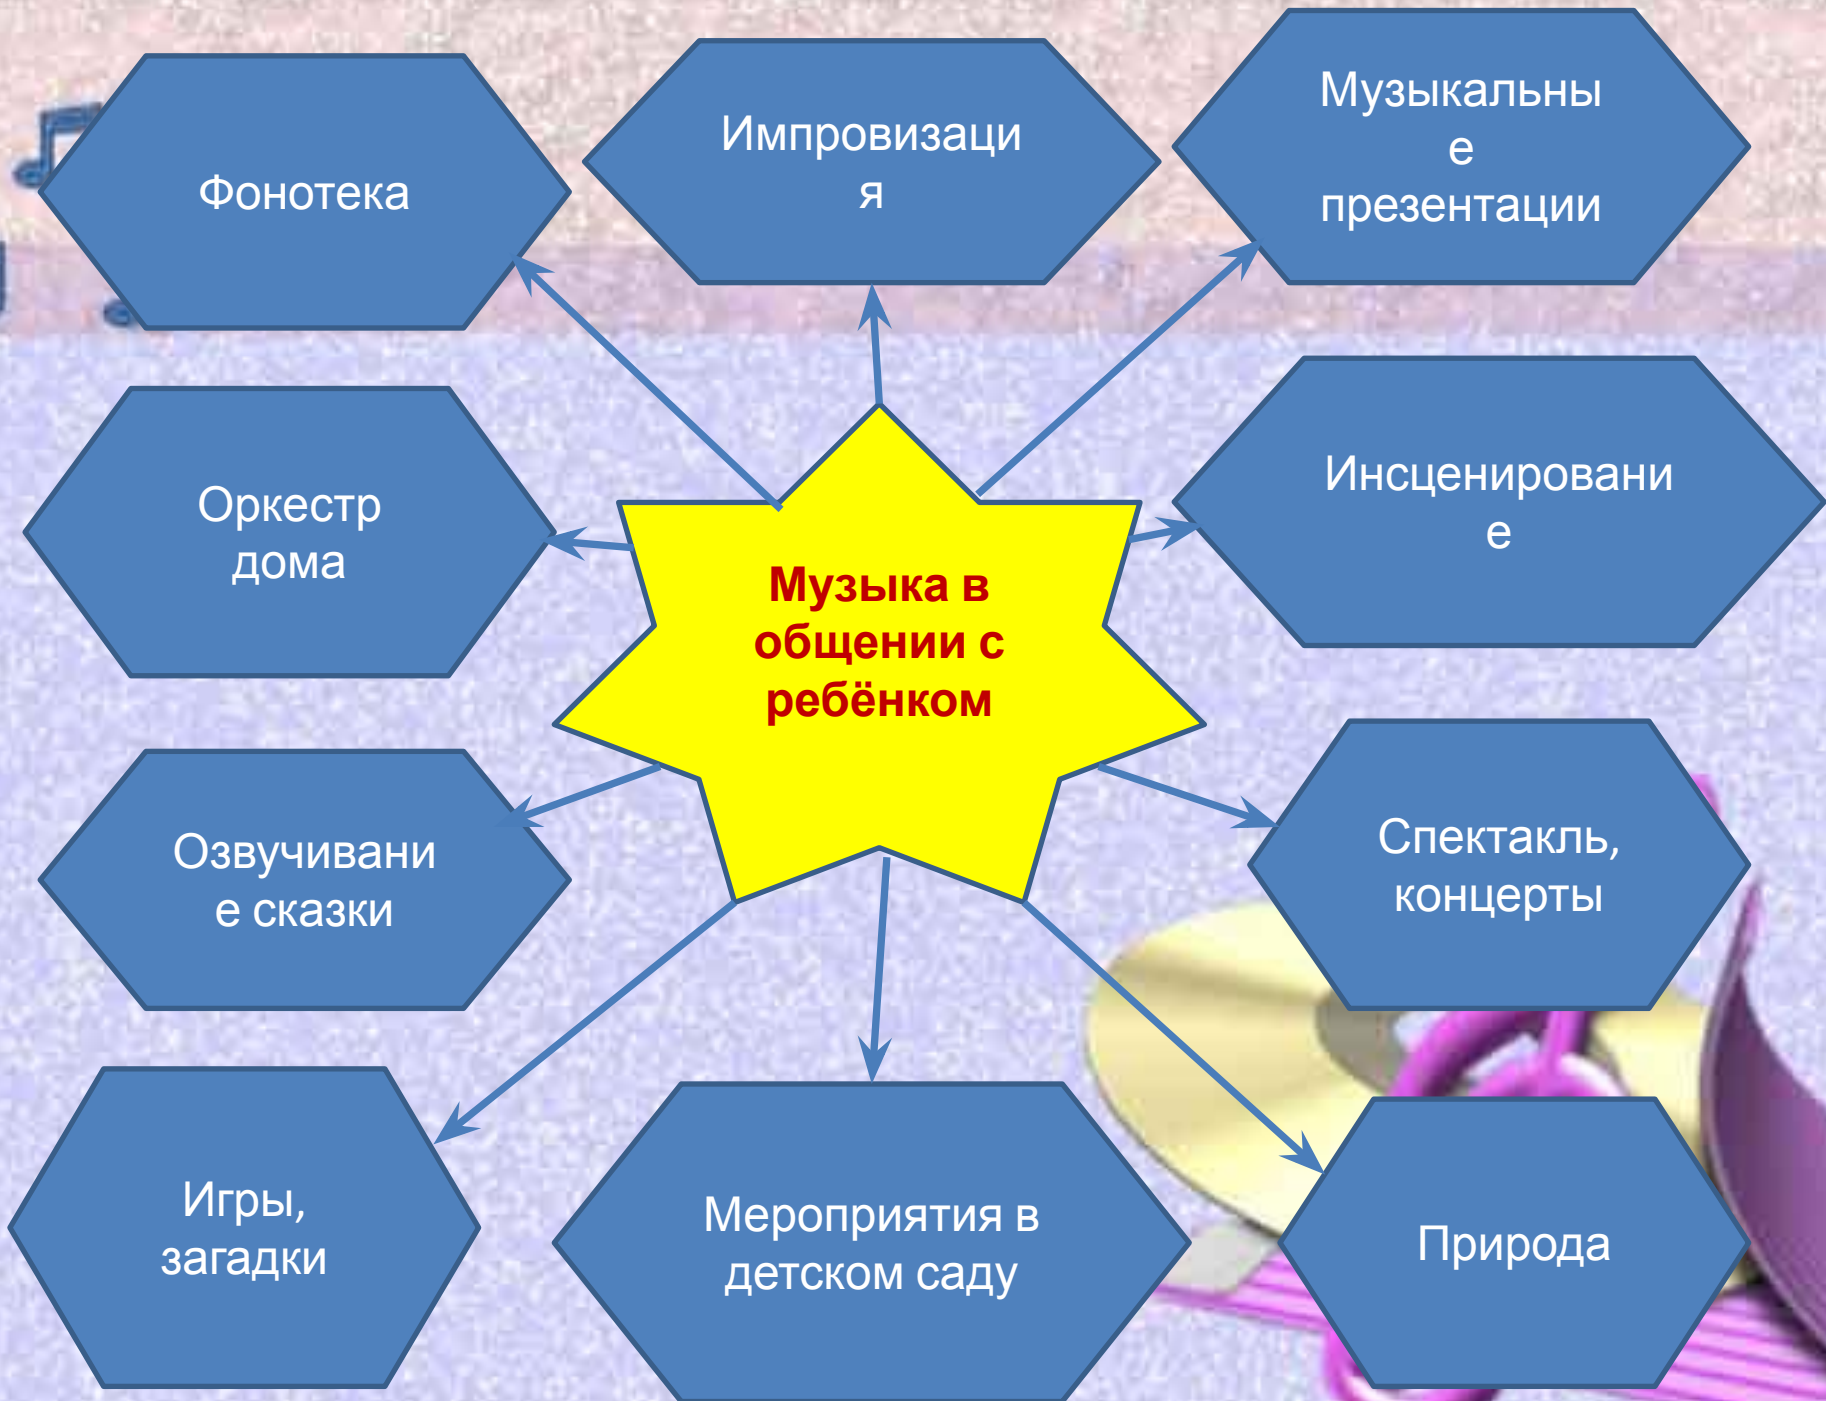 Фонотека
Импровизаци
я
Музыкальны
е
презентации
Оркестр
дома
Инсценировани
е
Музыка в
общении с
ребёнком
Озвучивани
е сказки
Спектакль,
концерты
Игры,
загадки
Мероприятия в
детском саду
Природа